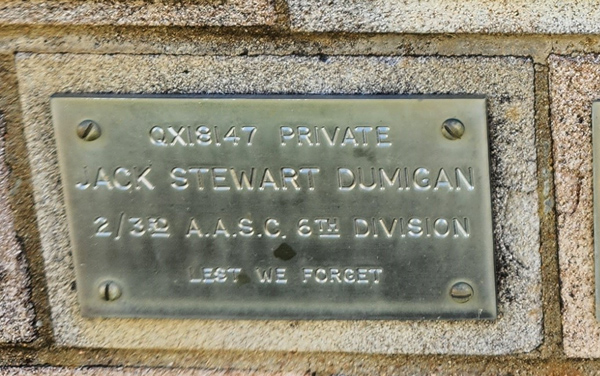 QX18147 PRIVATE
JACK STEWART DUMIGAN
2/3RD A.A.S.C. 6TH DIVISION
LEST WE FORGET